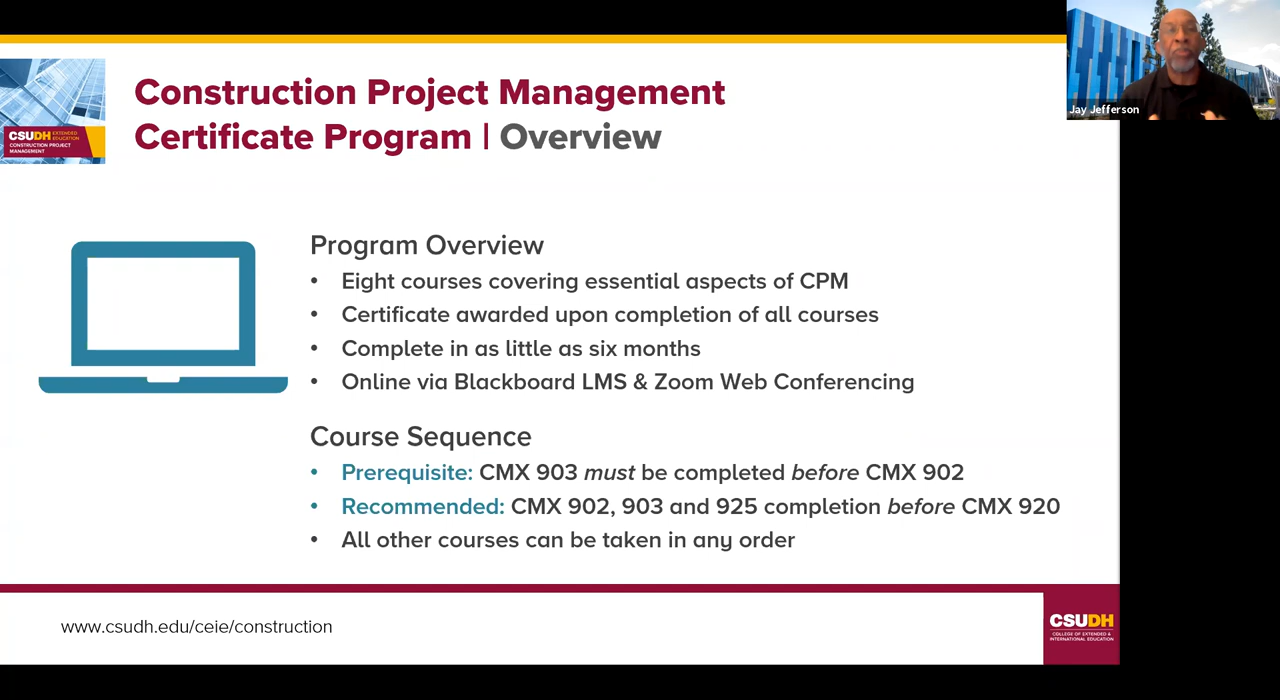 Jay Jefferson
Construction Project Management
Certificate Program | Overview
CSUDH EXTENDED EDUCATION
CONSTRUCTION PROJECT
MANAGEMENT
Program Overview
• Eight courses covering essential aspects of CPM
• Certificate awarded upon completion of all courses
• Complete in as little as six months
• Online via Blackboard LMS & Zoom Web Conferencing
Course Sequence
• Prerequisite: CMX 903 must be completed before CMX 902
• Recommended: CMX 902, 903 and 925 completion before CMX 920
• All other courses can be taken in any order
www.csudh.edu/ceie/construction
CSUDH
COLLEGE OF EXTENDED &
INTERNATIONAL EDUCATION